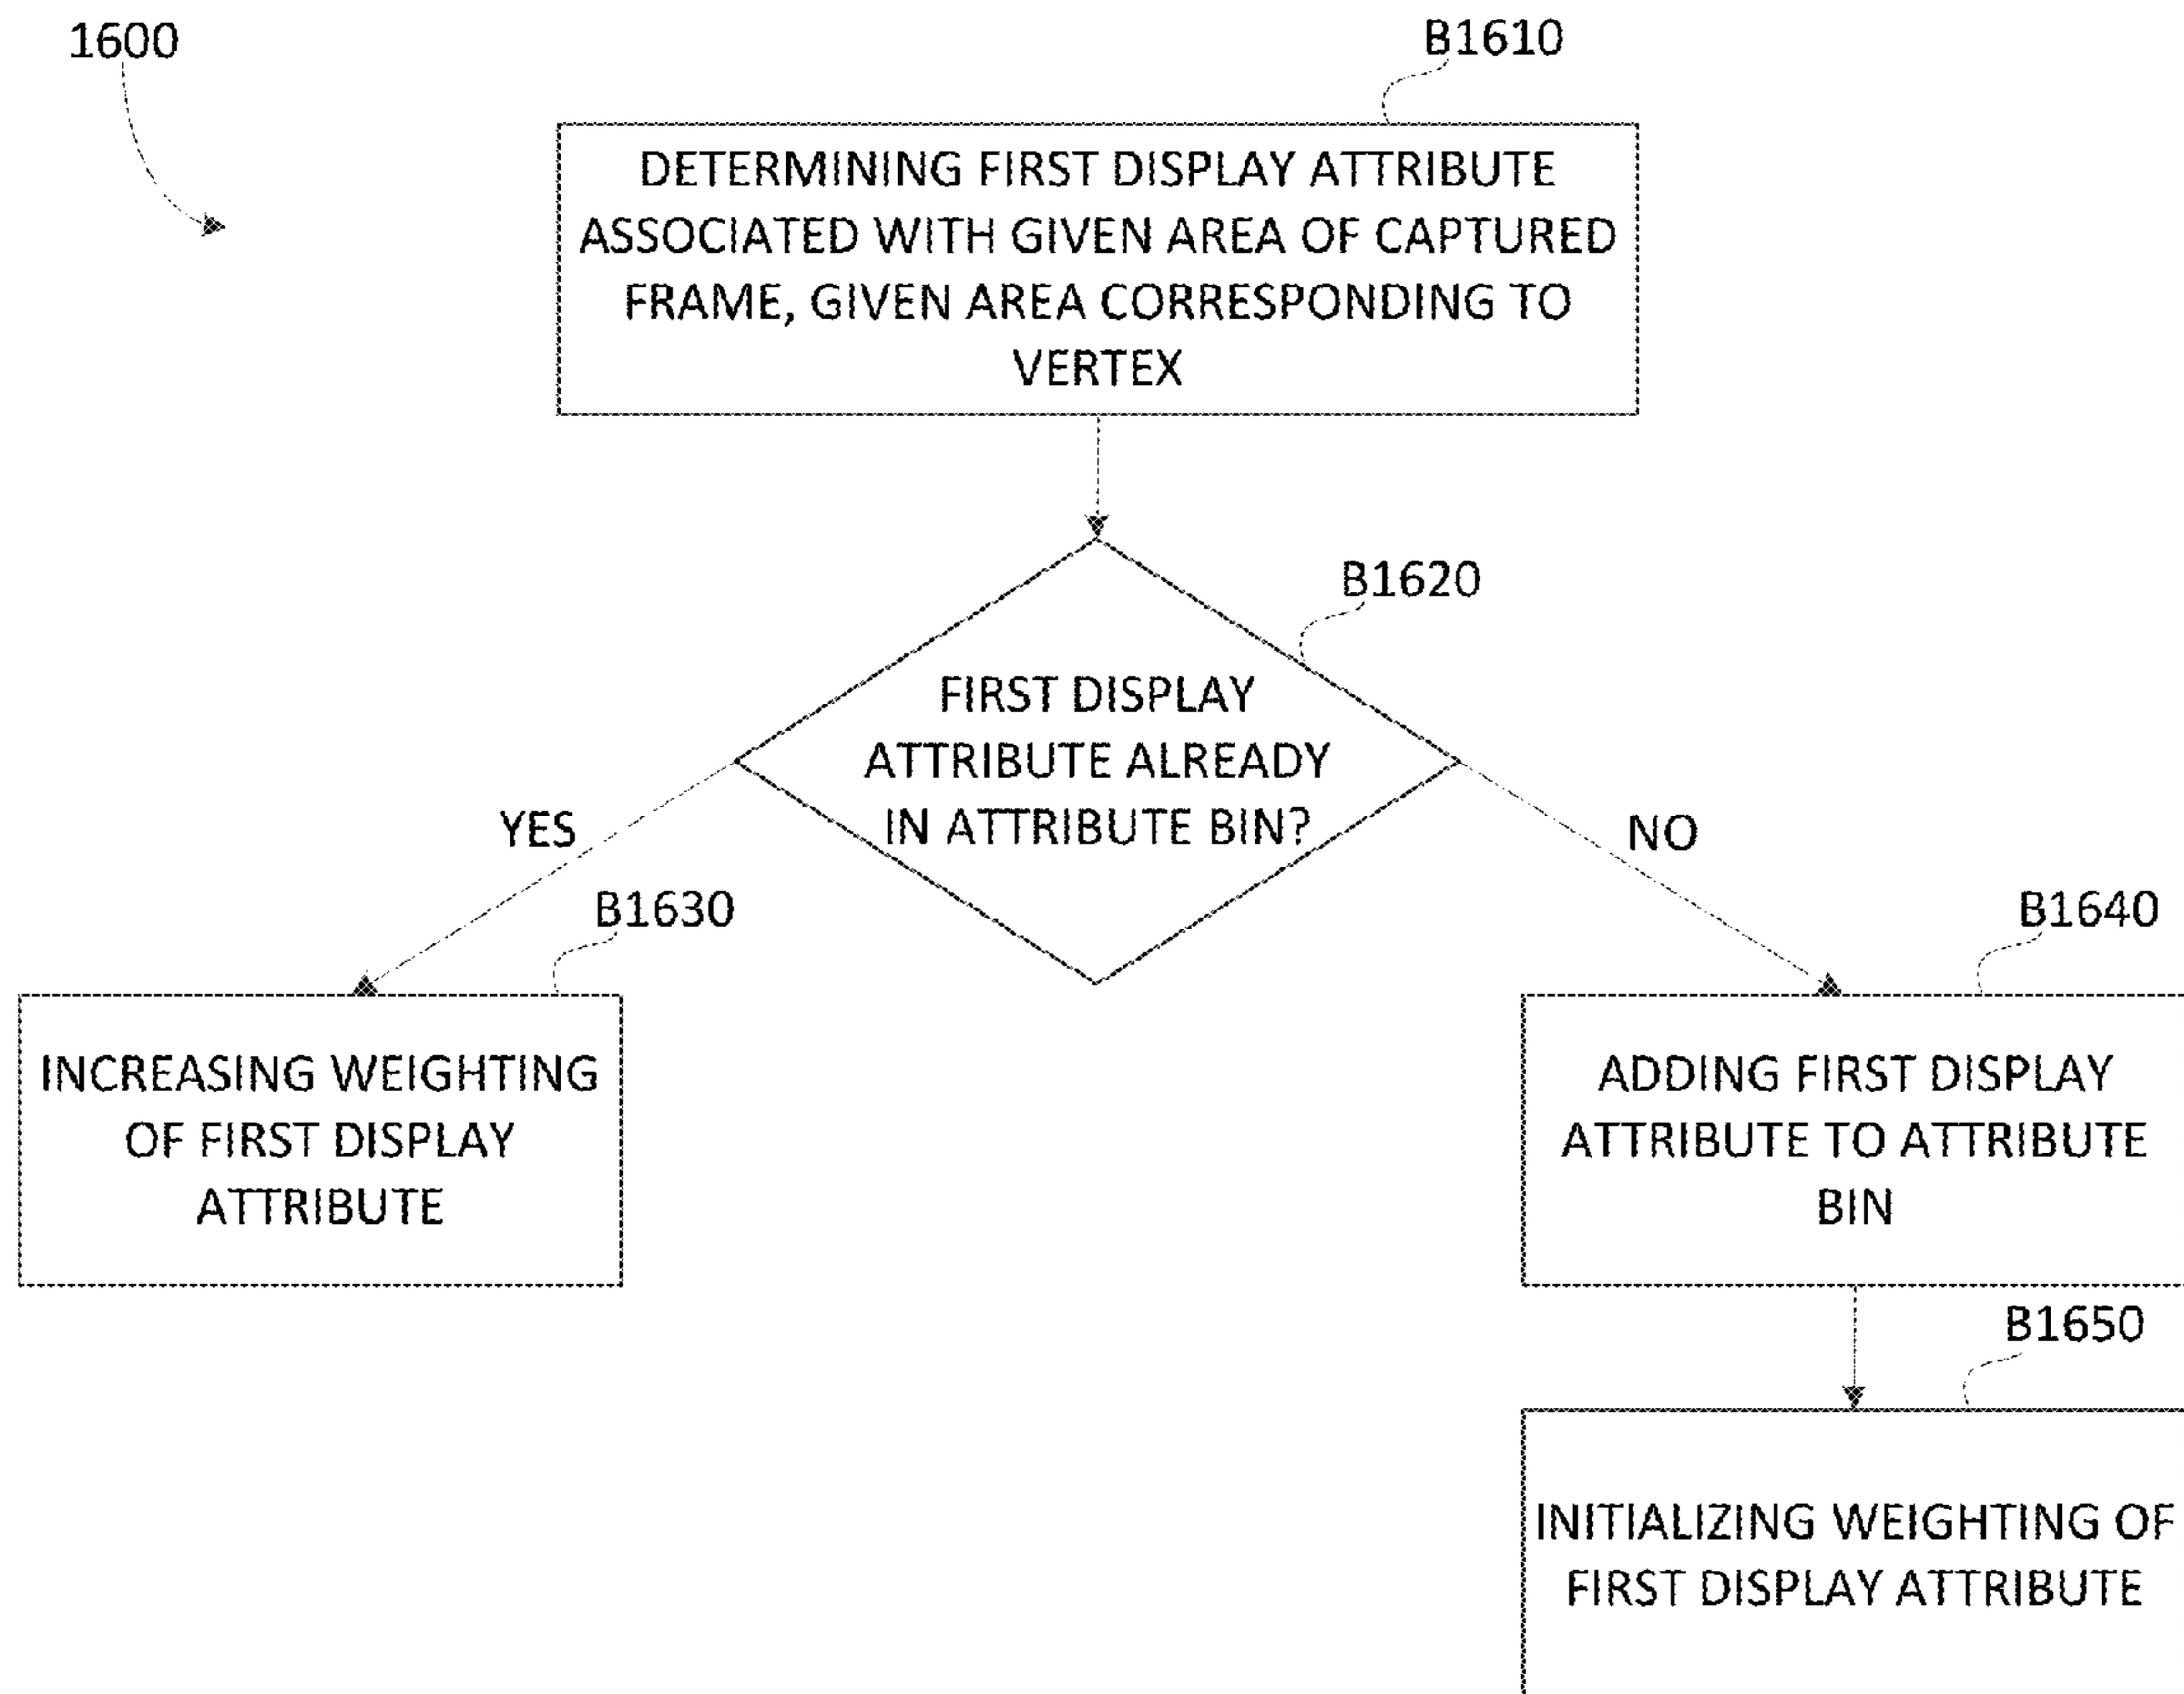 1600
B1610
DETERMINING FIRST DISPLAY ATTRIBUTE
ASSOCIATED WITH GIVEN AREA OF CAPTURED
FRAME, GIVEN AREA CORRESPONDING TO
VERTEX
B1620
FIRST DISPLAY
ATTRIBUTE ALREADY
IN ATTRIBUTE BIN?
YES
NO
B1630
INCREASING WEIGHTING
OF FIRST DISPLAY
ATTRIBUTE
B1640
ADDING FIRST DISPLAY
ATTRIBUTE TO ATTRIBUTE
BIN
B1650
INITIALIZING WEIGHTING OF
FIRST DISPLAY ATTRIBUTE